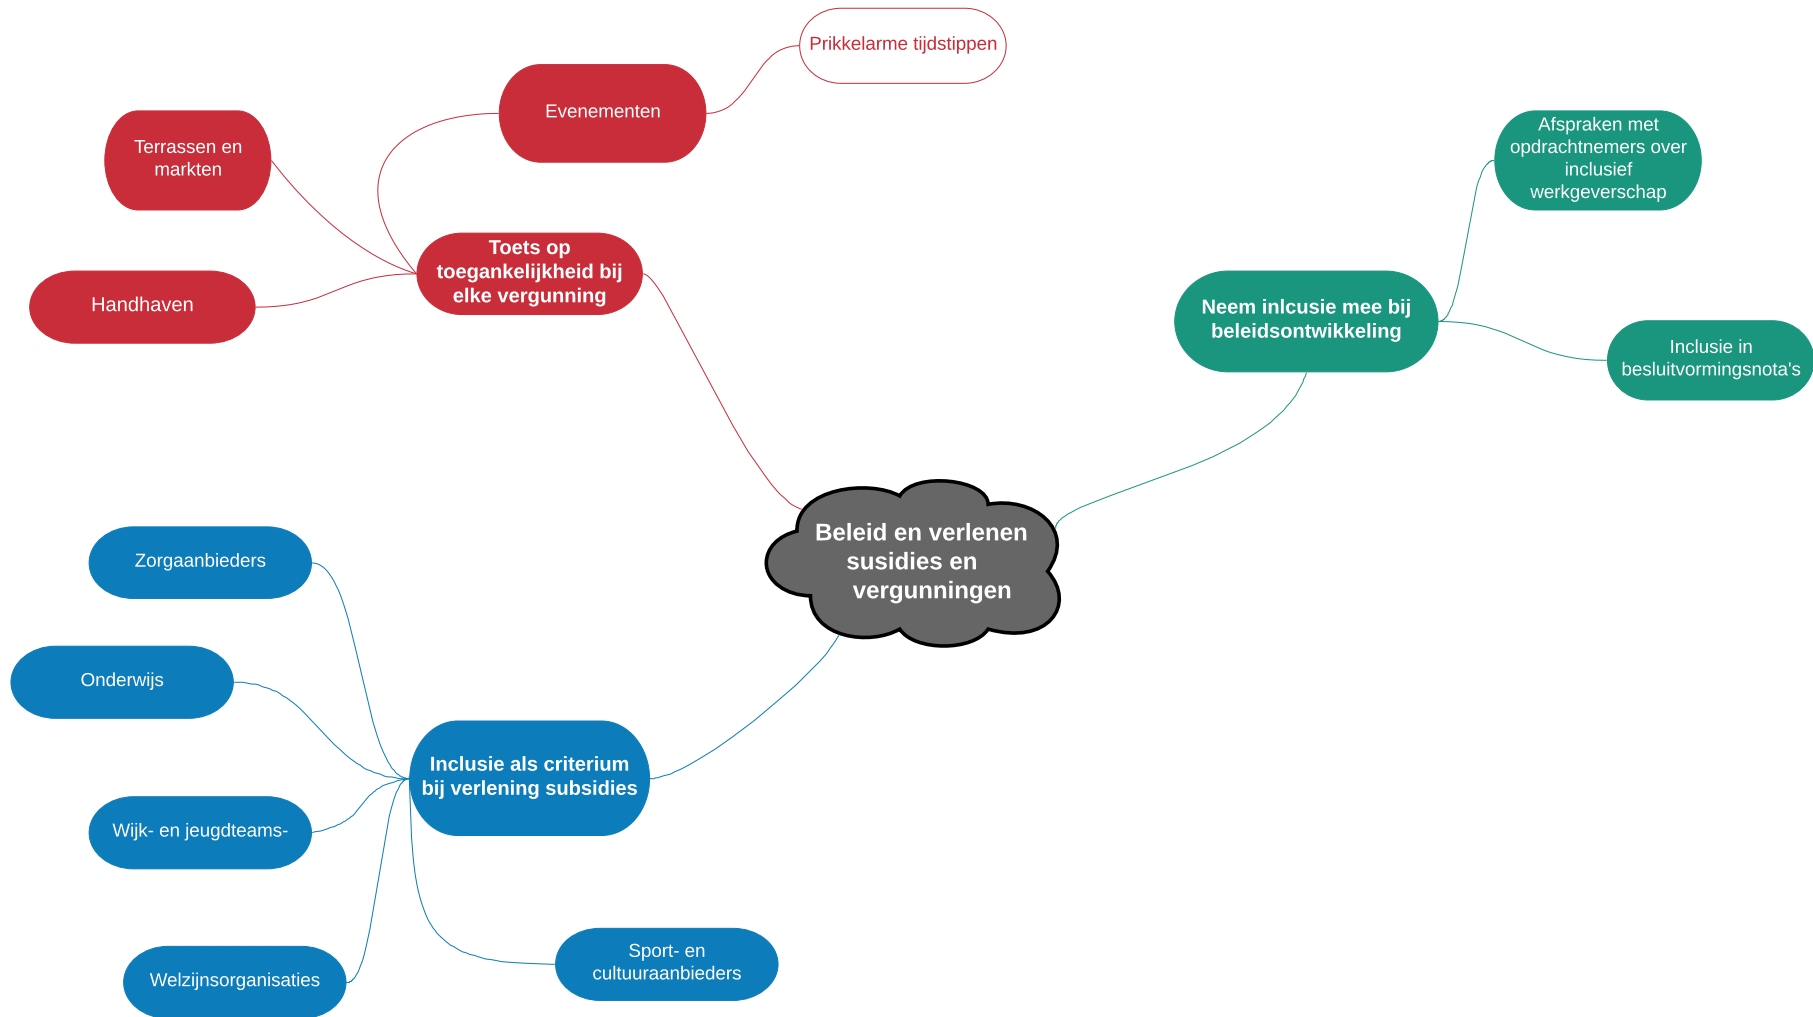 Prikkelarme tijdstippen
Evenementen
Terrassen en
markten
Toets op
toegankelijkheid bij
elke vergunning
Handhaven
Afspraken met
opdrachtnemers over
inclusief
werkgeverschap
Neem inlcusie mee bij
beleidsontwikkeling
Inclusie in
besluitvormingsnota's
Beleid en verlenen
susidies en
vergunningen
Zorgaanbieders
Onderwijs
Inclusie als criterium
bij verlening subsidies
Wijk- en jeugdteams-
Welzijnsorganisaties
Sport- en
cultuuraanbieders